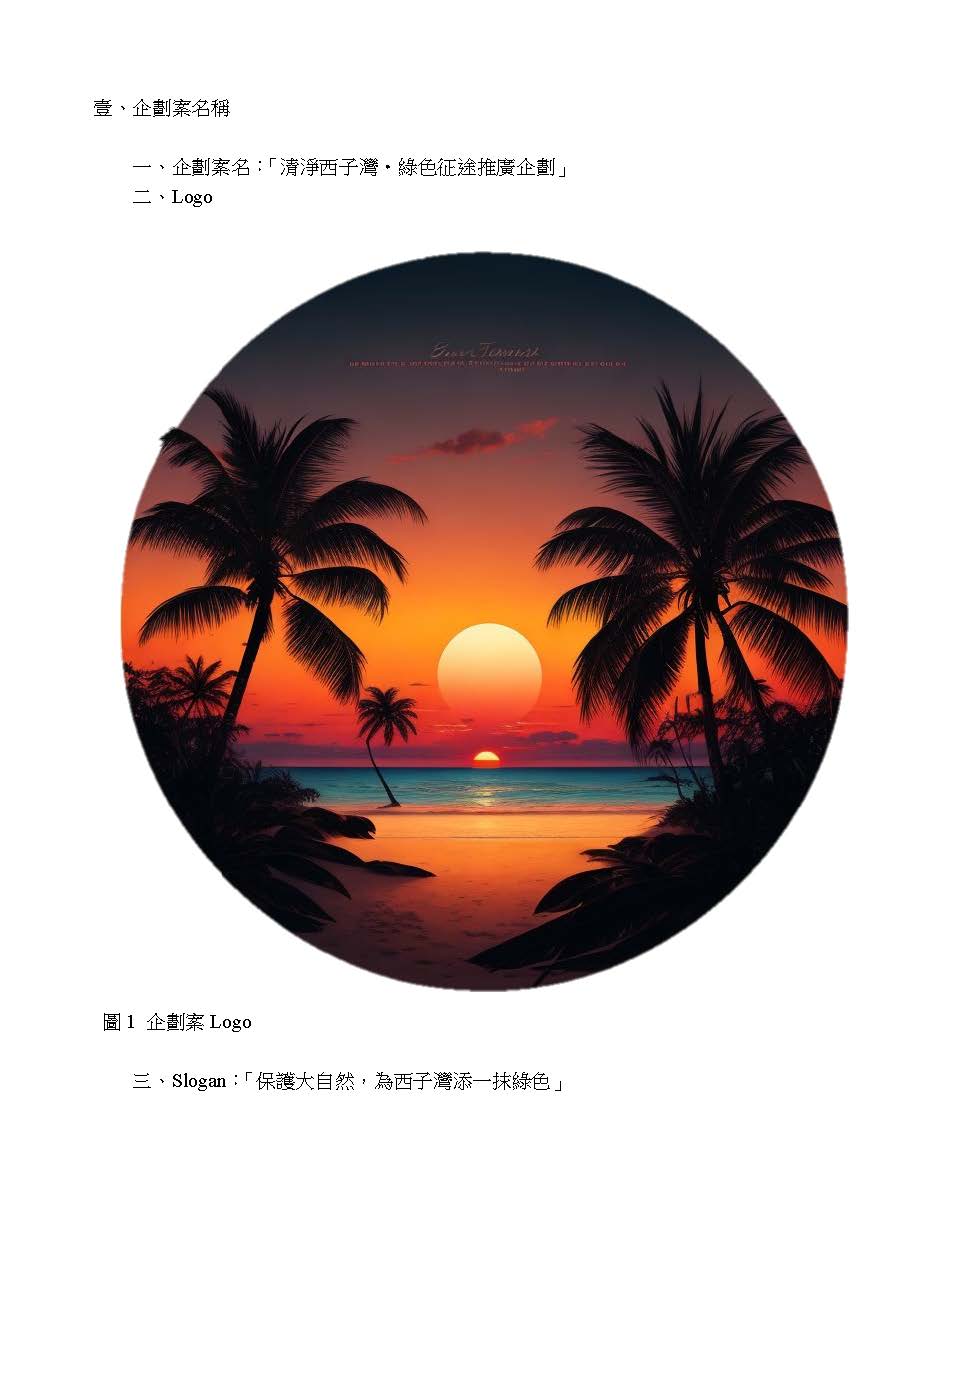 壹、企劃案名稱
一、企劃案名：「清淨西子灣・綠色征途推廣企劃」
二、Logo
圖1 企劃案 Logo
三、Slogan：「保護大自然，為西子灣添一抹綠色」